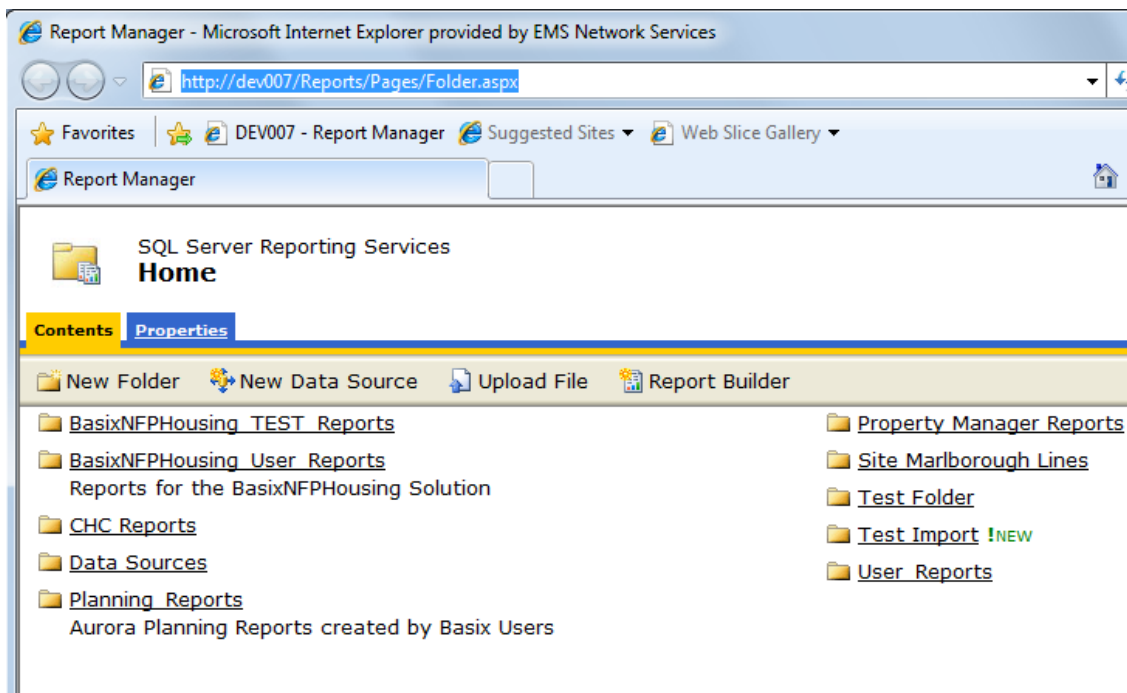 Report Manager - Microsoft Internet Explorer provided by EMS Network Services
http://dev007/Reports/Pages/Folder.aspx
Favorites DEV007 - Report Manager Suggested Sites Web Slice Gallery
Report Manager
SQL Server Reporting Services
Home
Contents Properties
New Folder New Data Source Upload File Report Builder
BasixNFPHousing_TEST_Reports
BasixNFPHousing_User_Reports
Reports for the BasixNFPHousing Solution
CHC Reports
Data Sources
Planning_Reports
Aurora Planning Reports created by Basix Users
Property Manager Reports
Site Marlborough Lines
Test Folder
Test Import !NEW
User_Reports